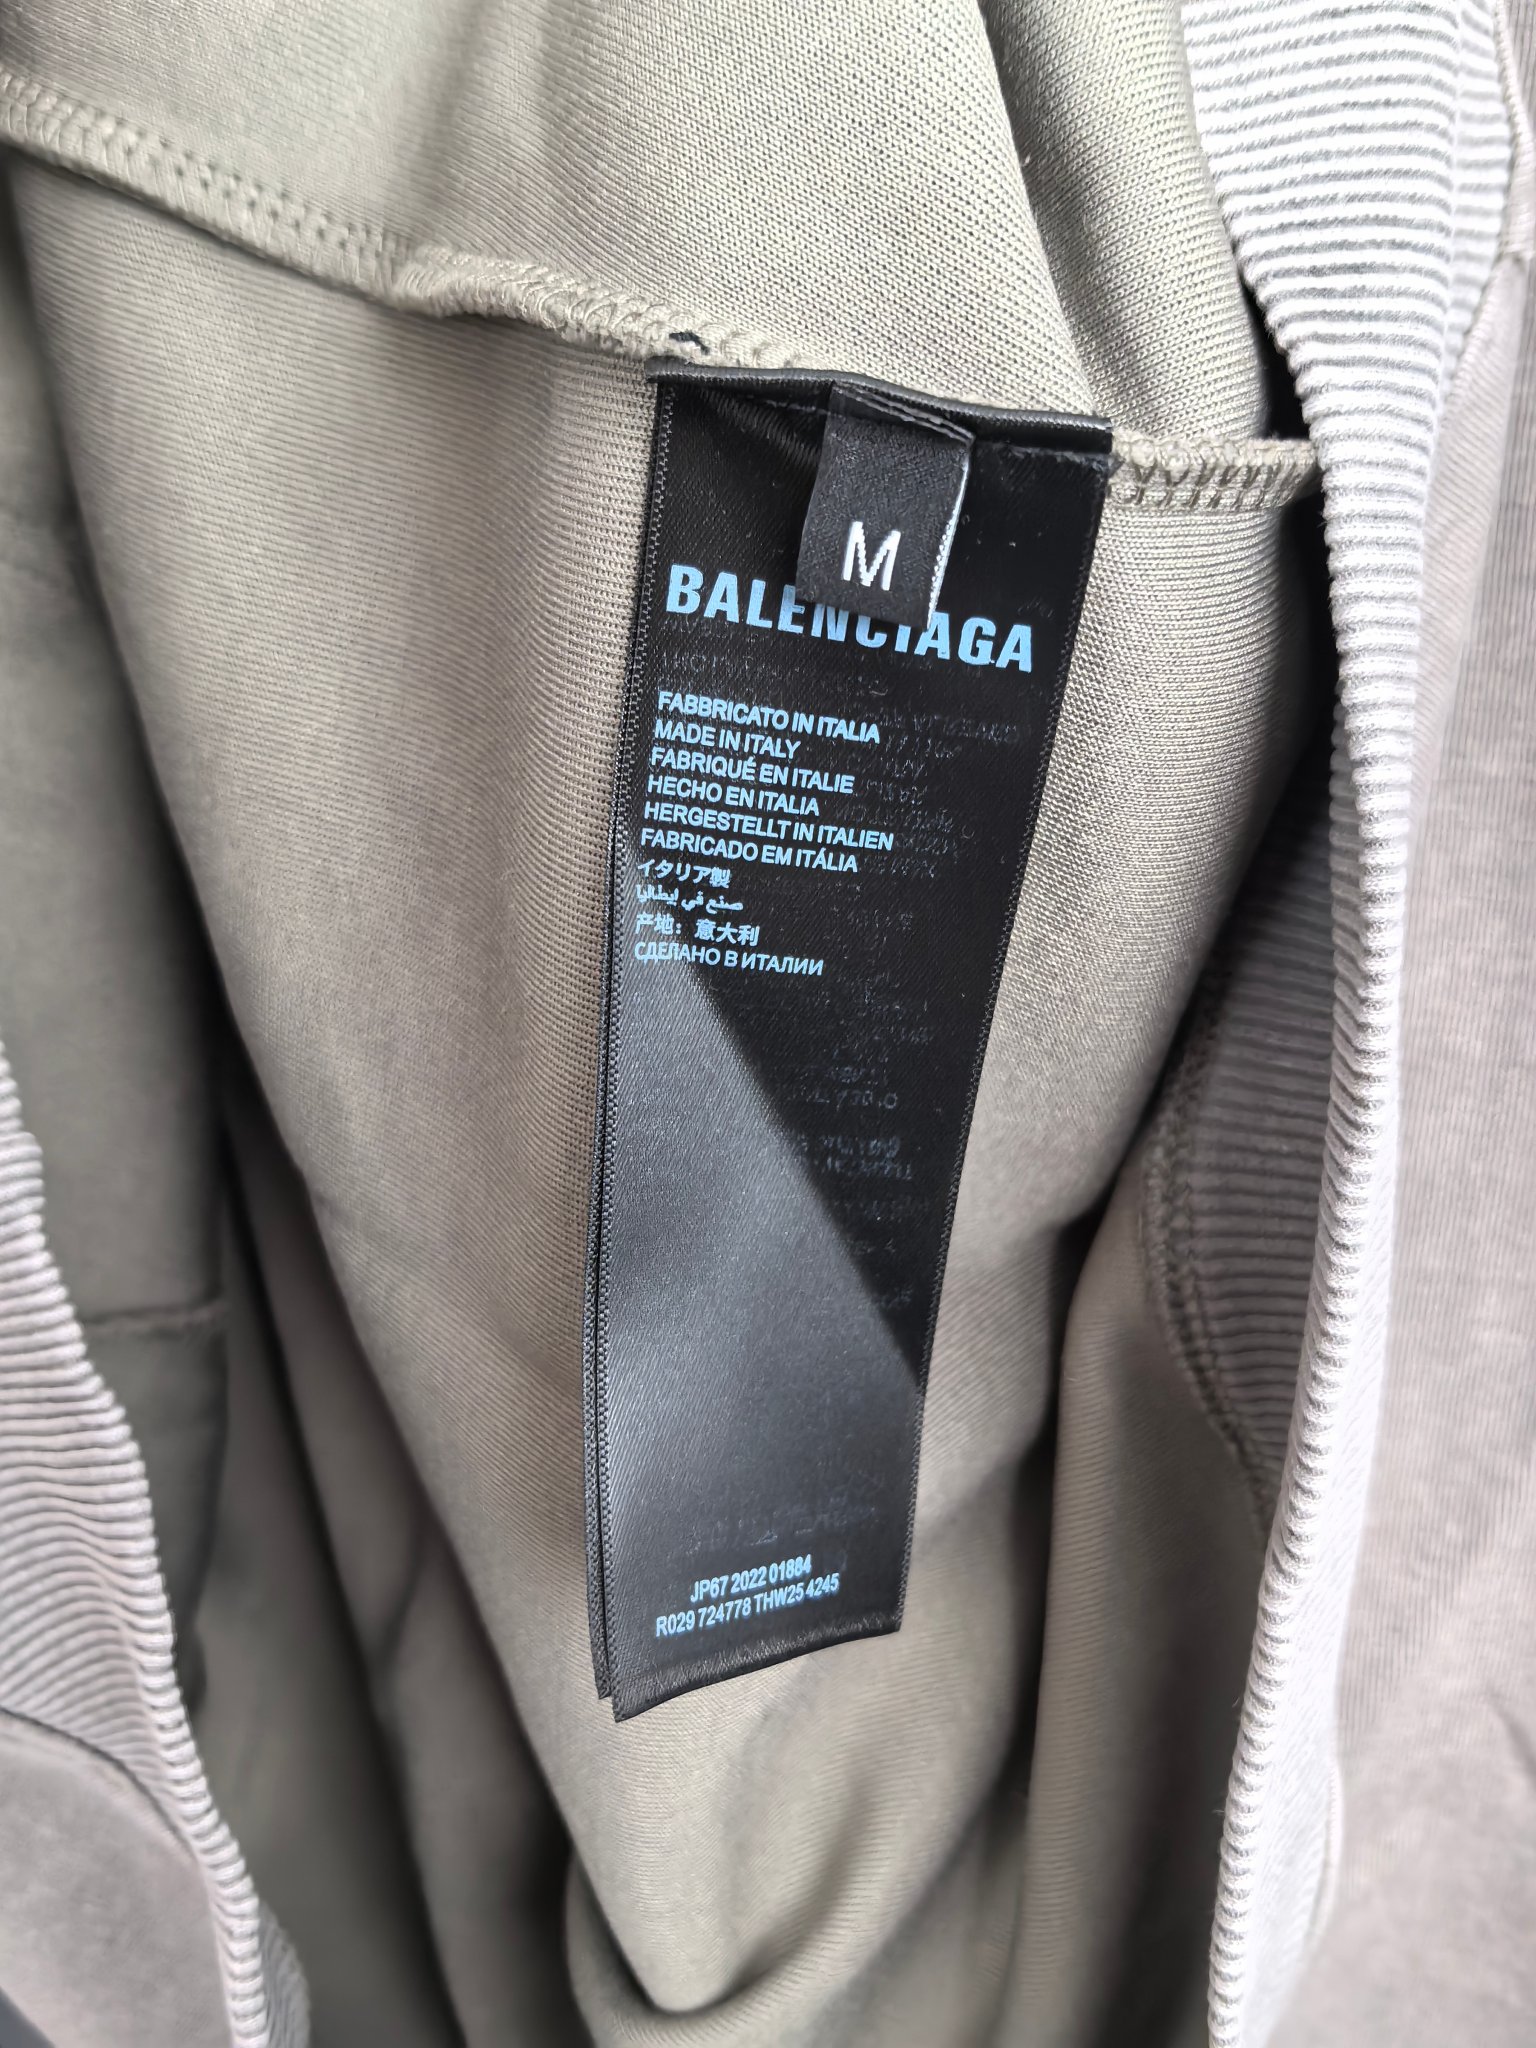 M
BALENCIAGA
FABBRICATO IN ITALIA
MADE IN ITALY
FABRIQUÉ EN ITALIE
HECHO EN ITALIA
HERGESTELLT IN ITALIEN
FABRICADO EM ITÁLIA
イタリア製
صنع في إيطاليا
产地：意大利
СДЕЛАНО В ИТАЛИИ
JP67 2022 01884
R029 724778 THW25 4245